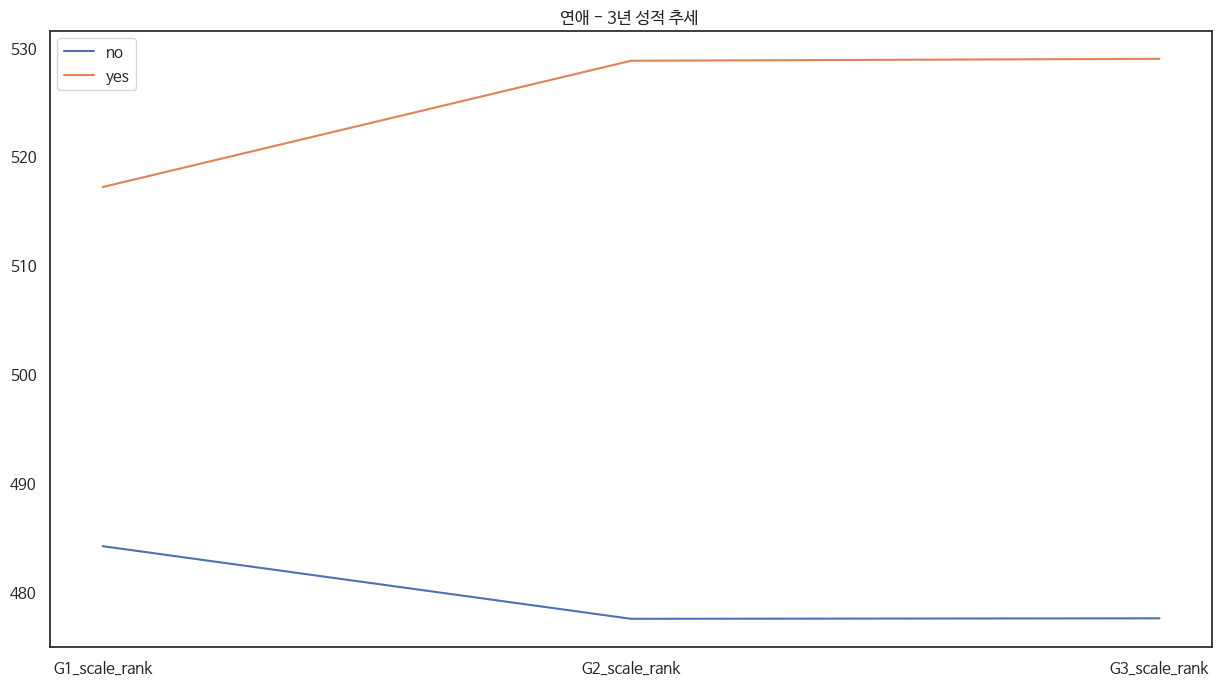 연애 - 3년 성적 추세
no
yes
530
520
510
500
490
480
G1_scale_rank
G2_scale_rank
G3_scale_rank